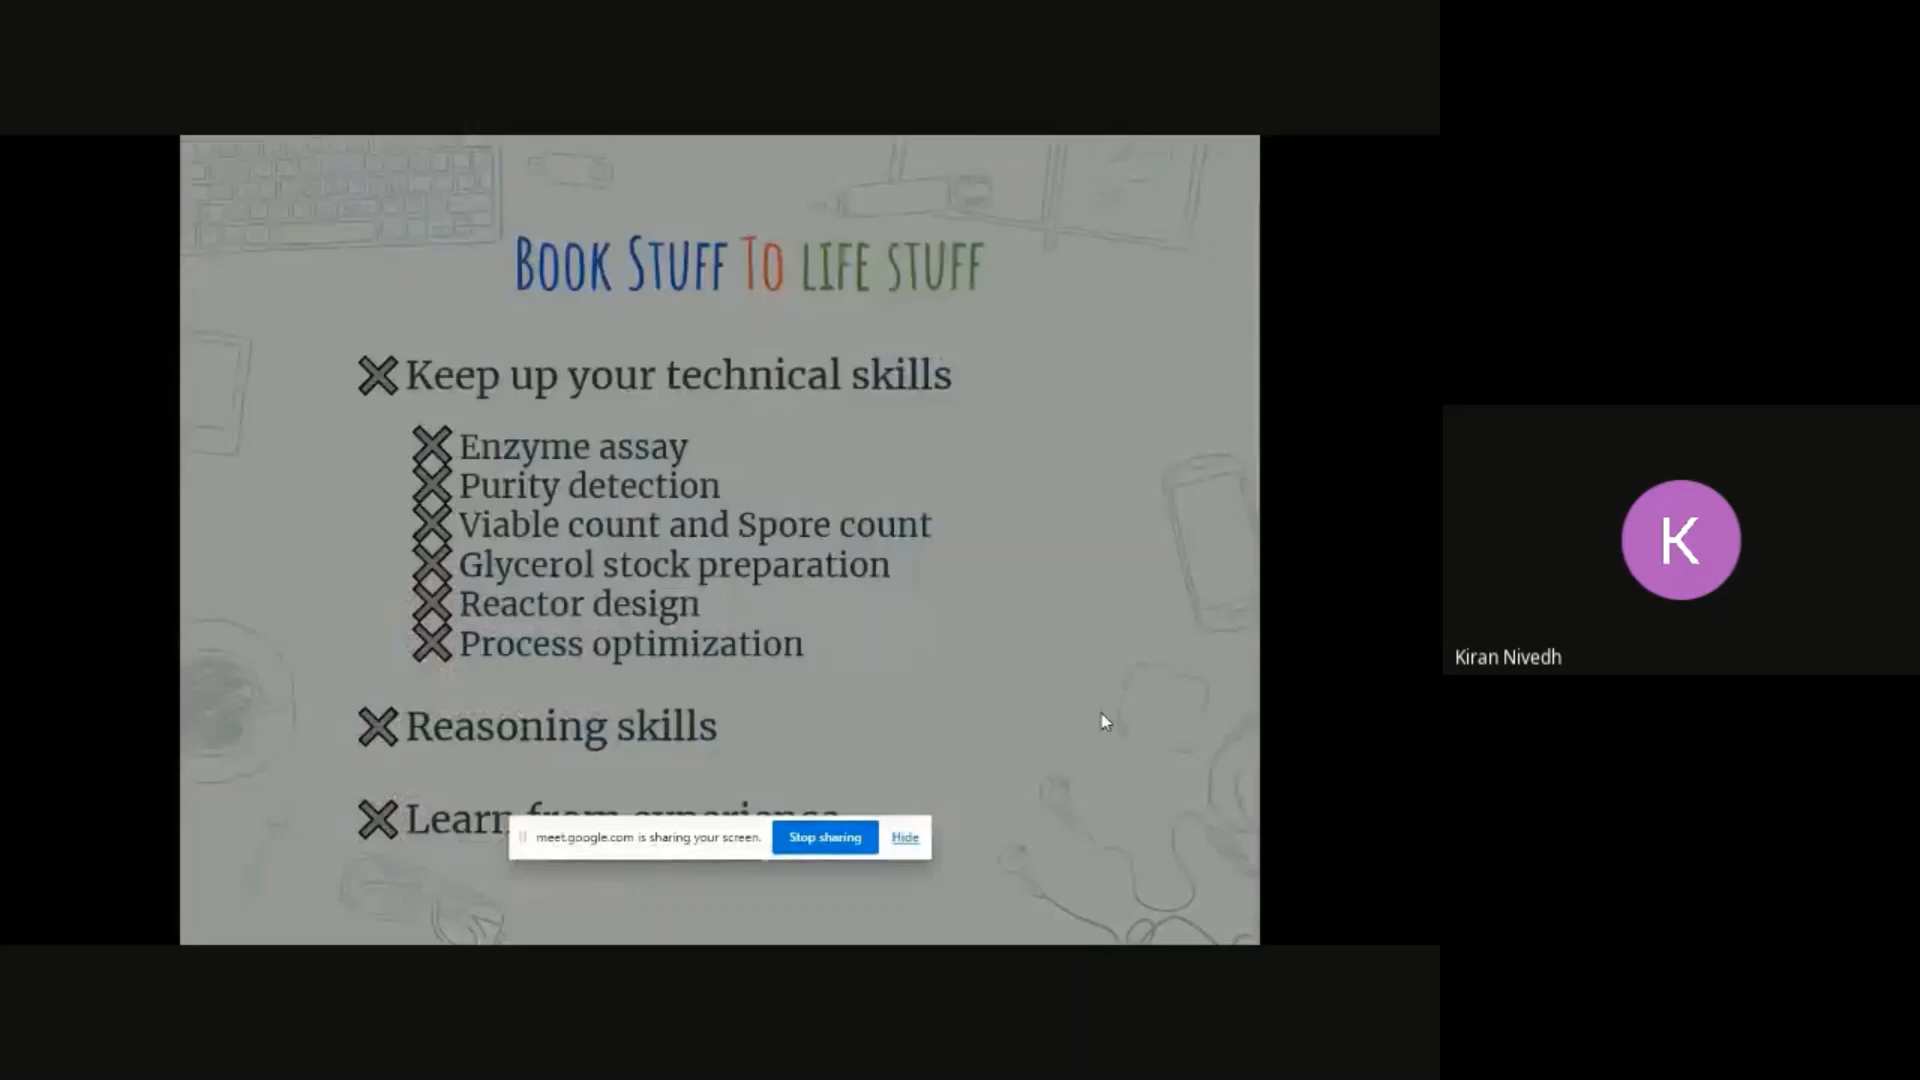 Book Stuff To life stuff
Keep up your technical skills
Enzyme assay
Purity detection
Viable count and Spore count
Glycerol stock preparation
Reactor design
Process optimization
Reasoning skills
Learn from experience
meet.google.com is sharing your screen. Stop sharing Hide
K
Kiran Nivedh